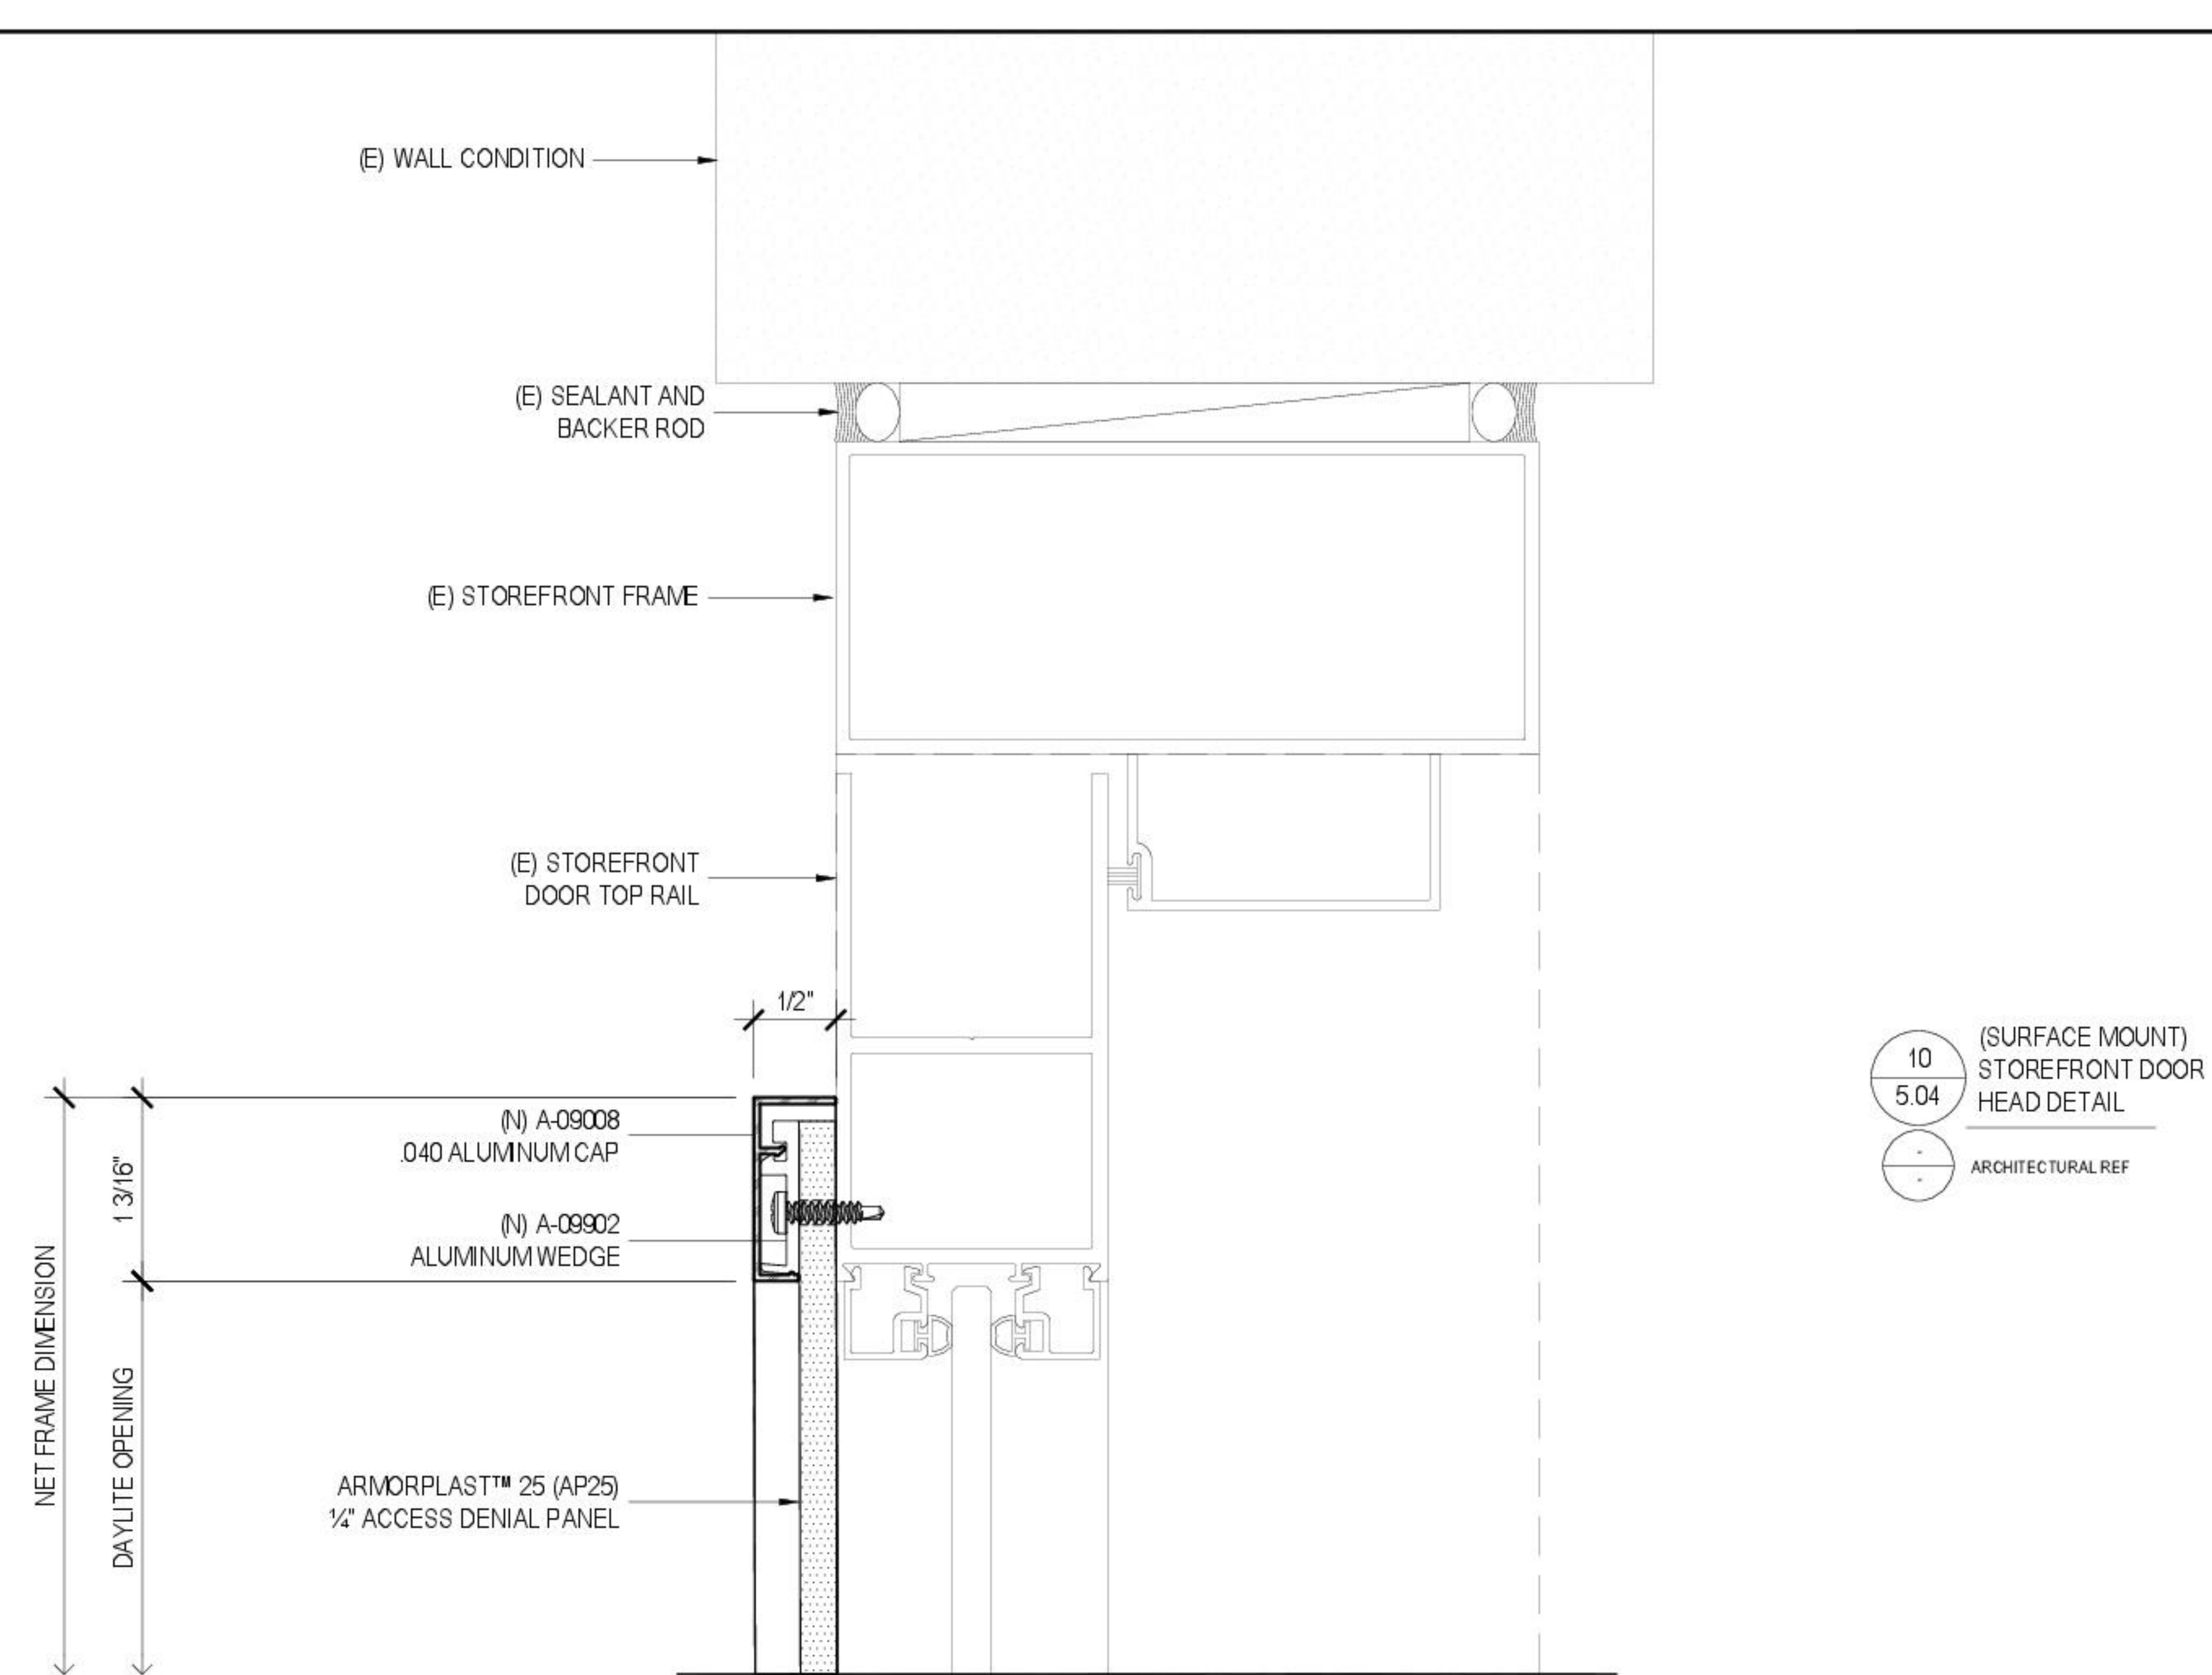 (E) WALL CONDITION
(E) SEALANT AND
BACKER ROD
(E) STOREFRONT FRAME
(E) STOREFRONT
DOOR TOP RAIL
1/2"
(N) A-09008
.040 ALUMINUM CAP
1 3/16"
(N) A-09902
ALUMINUM WEDGE
NET FRAME DIMENSION
DAYLITE OPENING
ARMORPLAST™ 25 (AP25)
¼" ACCESS DENIAL PANEL
10
5.04
(SURFACE MOUNT)
STOREFRONT DOOR
HEAD DETAIL
-
-
ARCHITECTURAL REF